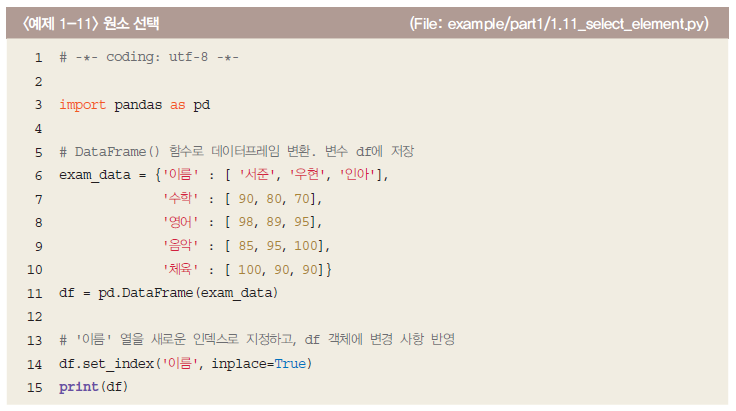 〈예제 1-11〉 원소 선택 (File: example/part1/1.11_select_element.py)
1 # -*- coding: utf-8 -*-
2
3 import pandas as pd
4
5 # DataFrame() 함수로 데이터프레임 변환. 변수 df에 저장
6 exam_data = {'이름' : [ '서준', '우현', '인아'],
7 '수학' : [ 90, 80, 70],
8 '영어' : [ 98, 89, 95],
9 '음악' : [ 85, 95, 100],
10 '체육' : [ 100, 90, 90]}
11 df = pd.DataFrame(exam_data)
12
13 # '이름' 열을 새로운 인덱스로 지정하고, df 객체에 변경 사항 반영
14 df.set_index('이름', inplace=True)
15 print(df)